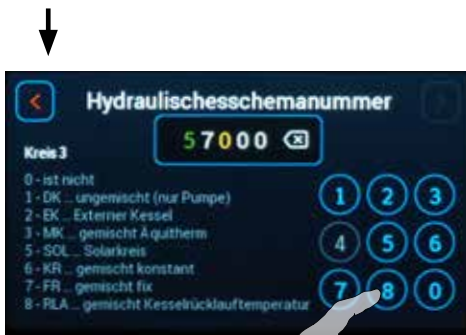 Hydraulischesschemanummer
57000
Kreis 3
0 - ist nicht
1 - DK ... ungemischt (nur Pumpe)
2 - EK ... Externer Kessel
3 - MK ... gemischt Aquitherm
5 - SOL ... Solarkreis
6 - KR ... gemischt konstant
7 - FR ... gemischt fix
8 - RLA ... gemischt Kesselrücklauftemperatur
1 2 3
4 5 6
7 8 0